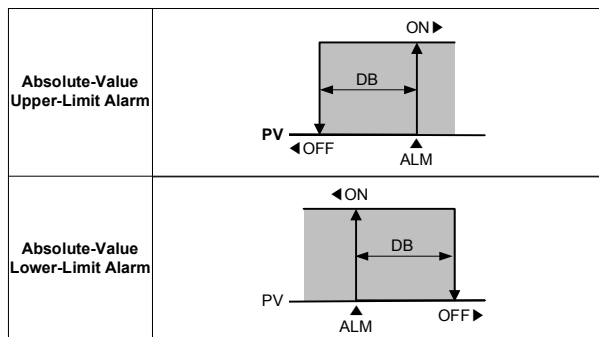 Absolute-Value
Upper-Limit Alarm
ON▶
DB
PV
◀OFF
ALM
Absolute-Value
Lower-Limit Alarm
◀ON
DB
PV
ALM
OFF▶